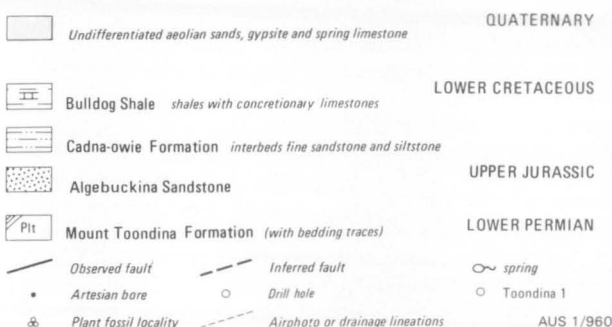 QUATERNARY
Undifferentiated aeolian sands, gypsite and spring limestone
LOWER CRETACEOUS
Bulldog Shale shales with concretionary limestones
Cadna-owie Formation interbeds fine sandstone and siltstone
UPPER JURASSIC
Algebuckina Sandstone
Plt Mount Toondina Formation (with bedding traces) LOWER PERMIAN
Observed fault Inferred fault spring
Artesian bore Drill hole Toondina 1
Plant fossil locality Airphoto or drainage lineations AUS 1/960